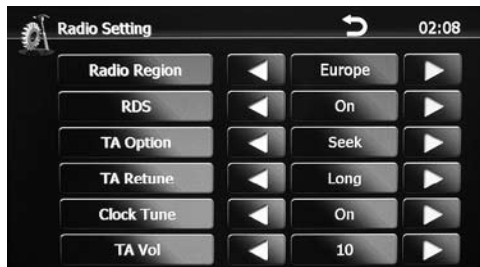 Radio Setting 02:08
Radio Region Europe
RDS On
TA Option Seek
TA Retune Long
Clock Tune On
TA Vol 10